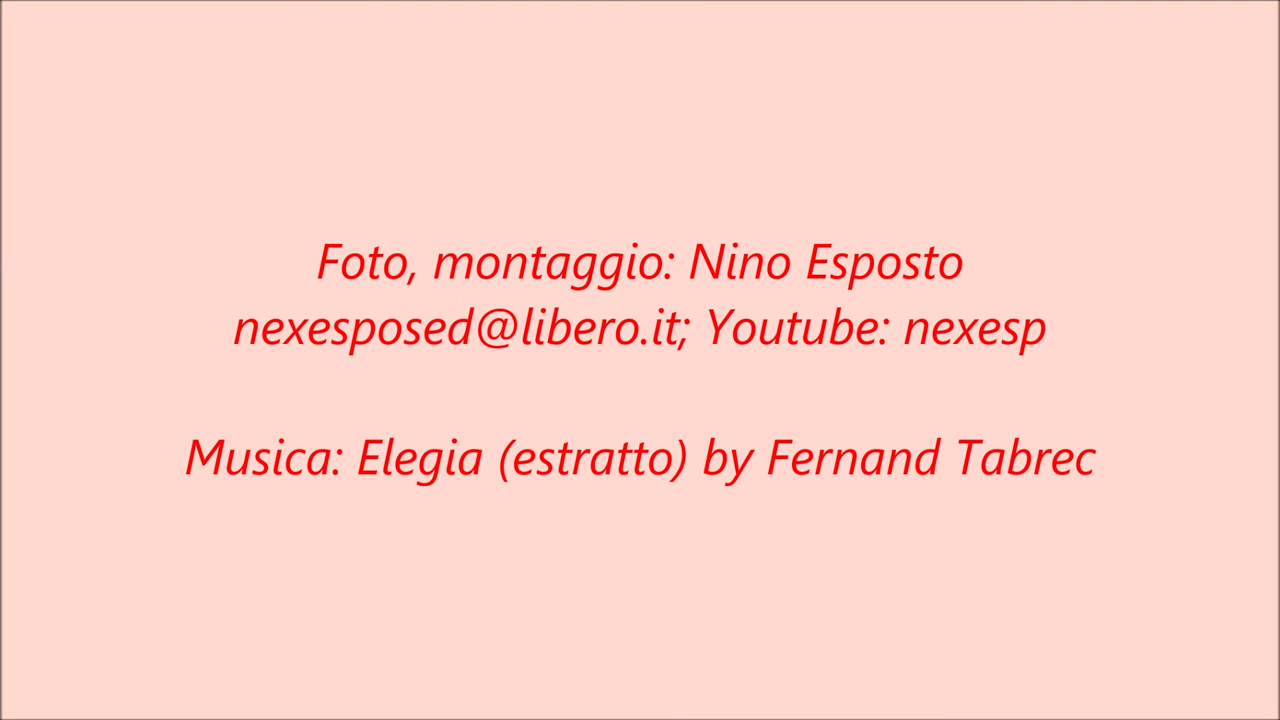 Foto, montaggio: Nino Esposto
nexesposed@libero.it; Youtube: nexesp
Musica: Elegia (estratto) by Fernand Tabrec